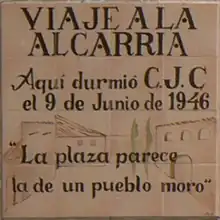 VIAJE A LA
ALCARRIA
Aquí durmió C.J.C
el 9 de Junio de 1946
"La plaza parece
la de un pueblo moro"